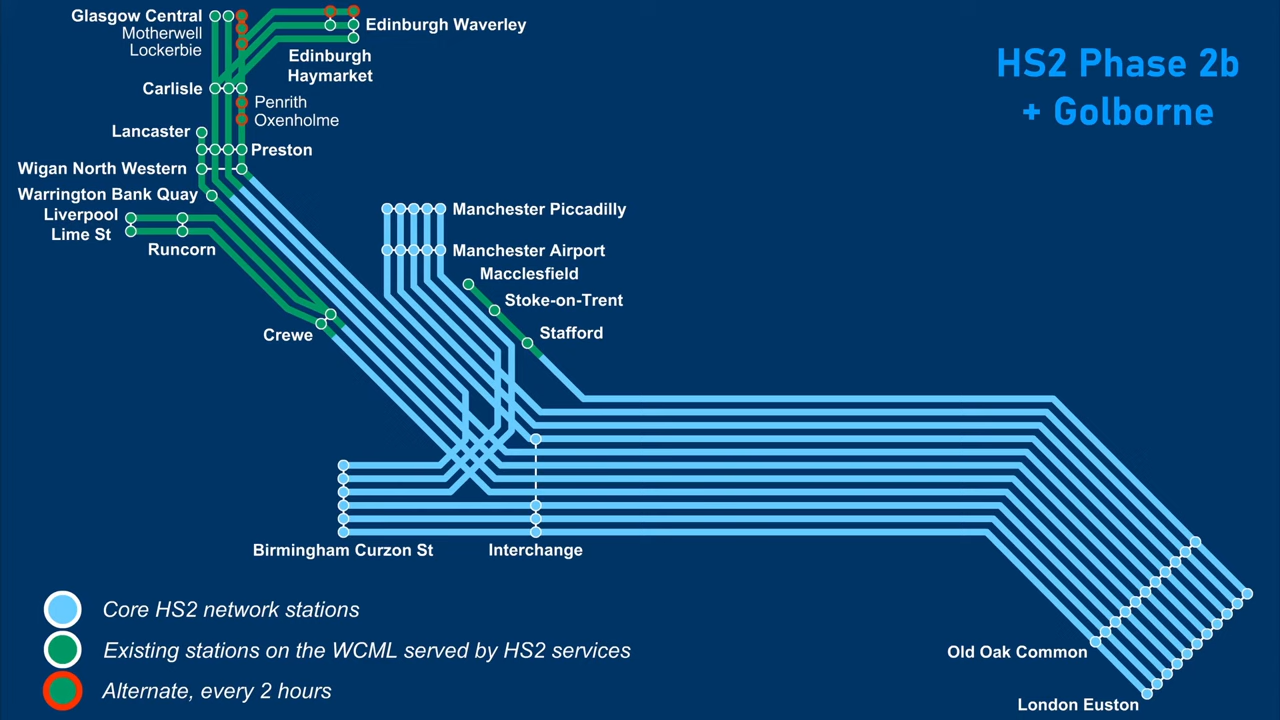 Glasgow Central
Motherwell
Lockerbie
Edinburgh Waverley
Edinburgh
Haymarket
HS2 Phase 2b
+ Golborne
Carlisle
Penrith
Oxenholme
Lancaster
Preston
Wigan North Western
Warrington Bank Quay
Liverpool
Lime St
Runcorn
Manchester Piccadilly
Manchester Airport
Macclesfield
Stoke-on-Trent
Stafford
Crewe
Birmingham Curzon St
Interchange
Core HS2 network stations
Existing stations on the WCML served by HS2 services
Alternate, every 2 hours
Old Oak Common
London Euston